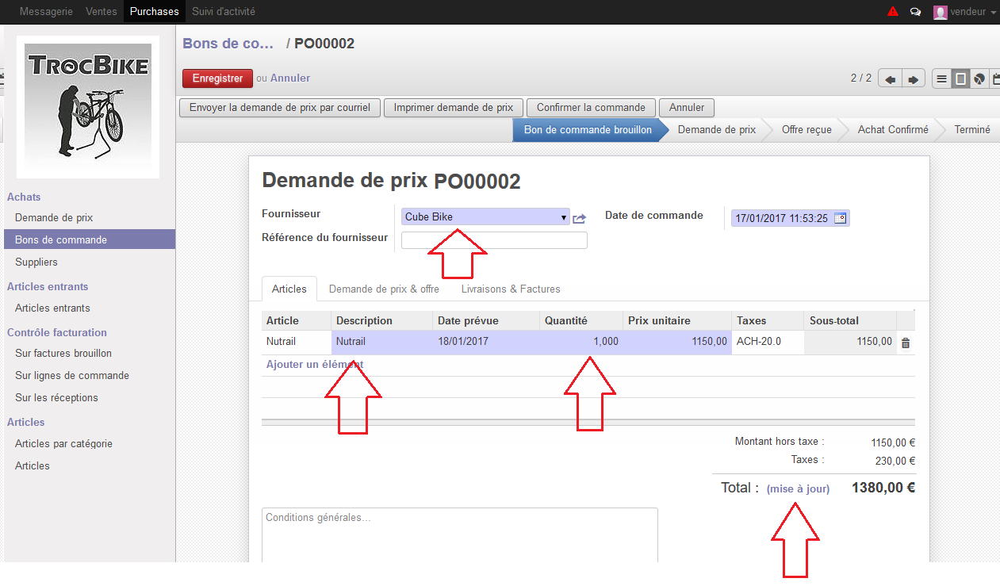 Messagerie Ventes Purchases Suivi d'activité vendeur
TROCBIKE
Bons de co... / PO00002
Enregistrer ou Annuler 2 / 2
Envoyer la demande de prix par courriel Imprimer demande de prix Confirmer la commande Annuler
Bon de commande brouillon Demande de prix Offre reçue Achat Confirmé Terminé
Achats
Demande de prix
Bons de commande
Suppliers
Articles entrants
Articles entrants
Contrôle facturation
Sur factures brouillon
Sur lignes de commande
Sur les réceptions
Articles
Articles par catégorie
Articles
Demande de prix PO00002
Fournisseur Cube Bike Date de commande 17/01/2017 11:53:25
Référence du fournisseur
Articles Demande de prix & offre Livraisons & Factures
Article Description Date prévue Quantité Prix unitaire Taxes Sous-total
Nutrail Nutrail 18/01/2017 1,000 1150,00 ACH-20.0 1150,00
Ajouter un élément
Montant hors taxe : 1150,00 €
Taxes : 230,00 €
Total : (mise à jour) 1380,00 €
Conditions générales...